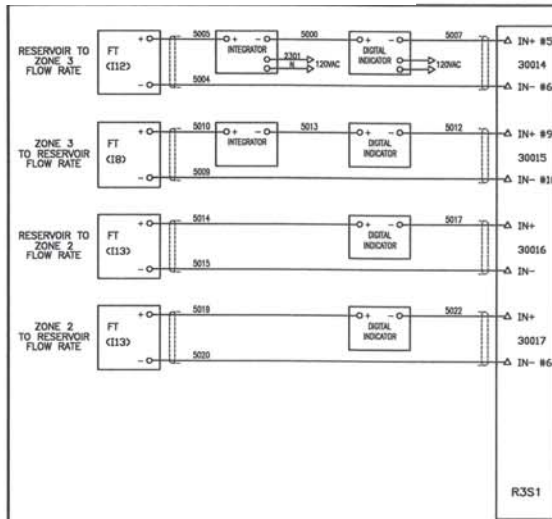 RESERVOIR TO
ZONE 3
FLOW RATE
FT
(I12)
+
-
5005
+ -
INTEGRATOR
2301
N
120VAC
5000
+ -
DIGITAL
INDICATOR
120VAC
5007
5004
IN+ #5
30014
IN- #6
ZONE 3
TO RESERVOIR
FLOW RATE
FT
(I8)
+
-
5010
+ -
INTEGRATOR
5013
+ -
DIGITAL
INDICATOR
5012
5009
IN+ #9
30015
IN- #10
RESERVOIR TO
ZONE 2
FLOW RATE
FT
(I13)
+
-
5014
+ -
DIGITAL
INDICATOR
5017
5015
IN+
30016
IN-
ZONE 2
TO RESERVOIR
FLOW RATE
FT
(I13)
+
-
5019
+ -
DIGITAL
INDICATOR
5022
5020
IN+
30017
IN- #6
R3S1